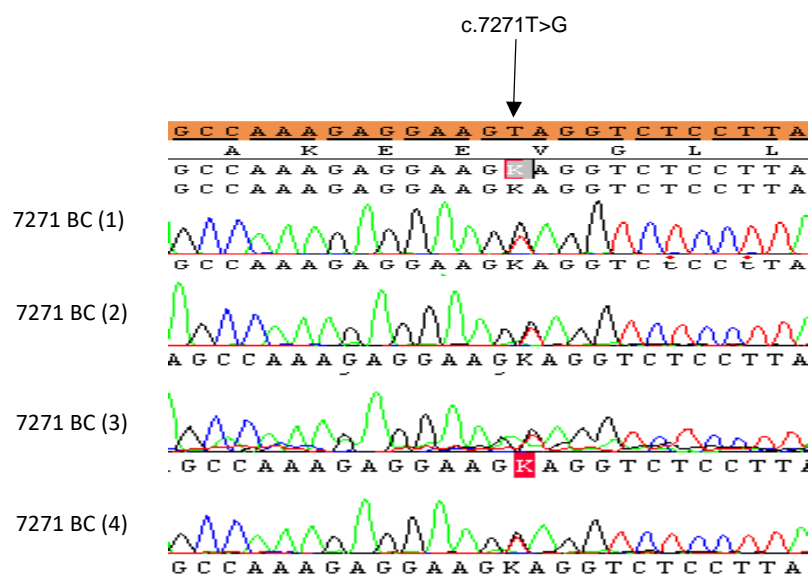 c.7271T>G
G C C A A A G A G G A A G T A G G T C T C C T T A
A K E E V G L L
G C C A A A G A G G A A G K A G G T C T C C T T A
G C C A A A G A G G A A G K A G G T C T C C T T A
7271 BC (1)
G C C A A A G A G G A A G K A G G T C t C C t T A
7271 BC (2)
A G C C A A A G A G G A A G K A G G T C T C C T T A
7271 BC (3)
G C C A A A G A G G A A G K A G G T C T C C T T A
7271 BC (4)
G C C A A A G A G G A A G K A G G T C T C C T T A